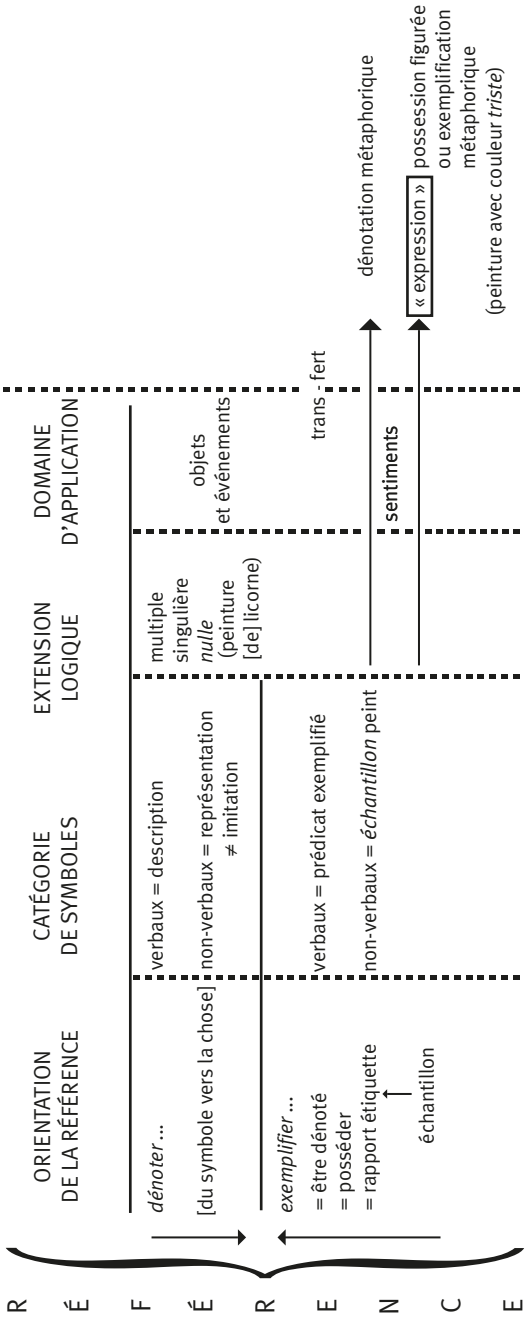 R É F É R E N C E
ORIENTATION
DE LA RÉFÉRENCE
CATÉGORIE
DE SYMBOLES
EXTENSION
LOGIQUE
DOMAINE
D'APPLICATION
dénoter ...
[du symbole vers la chose]
verbaux = description
non-verbaux = représentation
≠ imitation
multiple
singulière
nulle
(peinture
[de] licorne)
objets
et événements
exemplifier ...
= être dénoté
= posséder
= rapport étiquette
échantillon
verbaux = prédicat exemplifié
non-verbaux = échantillon peint
trans - fert
sentiments
dénotation métaphorique
« expression » possession figurée
ou exemplification
métaphorique
(peinture avec couleur triste)